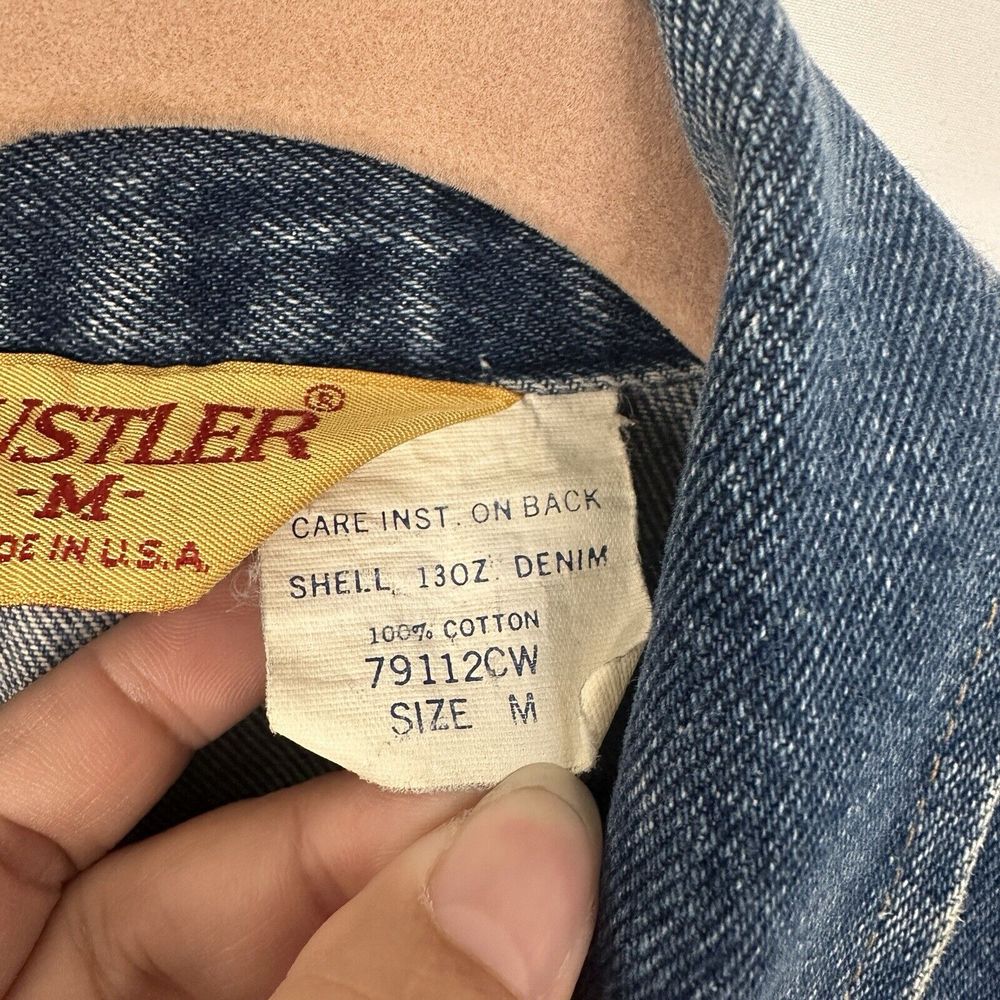 USTLER®
-M-
DE IN U.S.A.
CARE INST. ON BACK
SHELL, 13OZ. DENIM
100% COTTON
79112CW
SIZE M